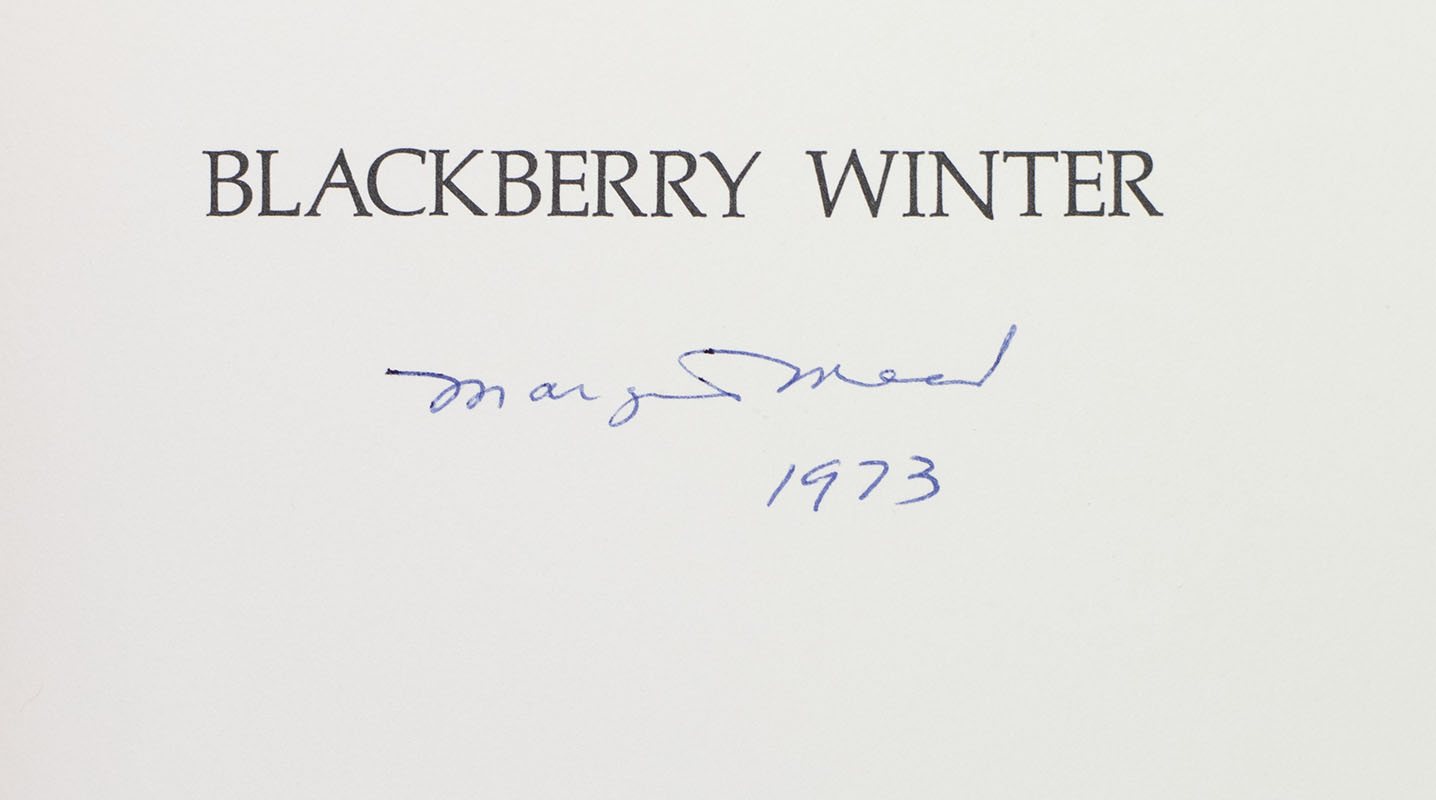 BLACKBERRY WINTER
Margaret Mead
1973